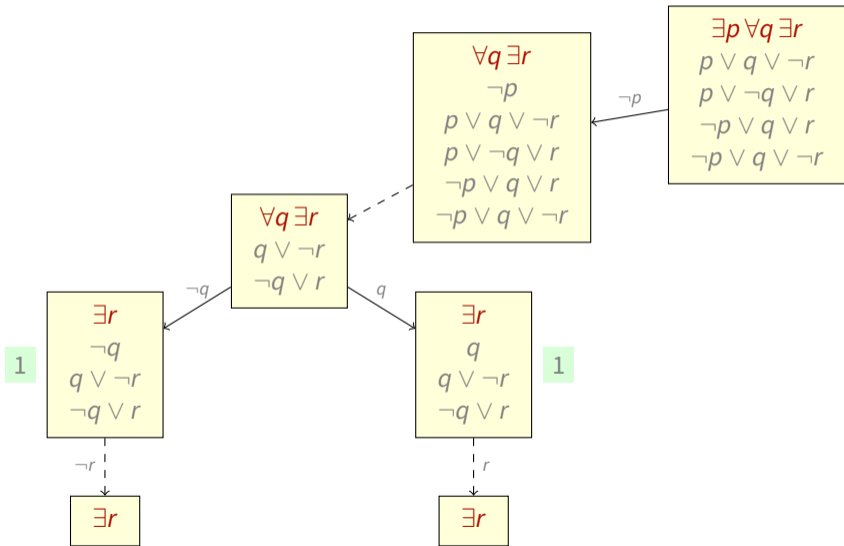 ∃p ∀q ∃r
p ∨ q ∨ ¬r
p ∨ ¬q ∨ r
¬p ∨ q ∨ r
¬p ∨ q ∨ ¬r
¬p
∀q ∃r
¬p
p ∨ q ∨ ¬r
p ∨ ¬q ∨ r
¬p ∨ q ∨ r
¬p ∨ q ∨ ¬r
∀q ∃r
q ∨ ¬r
¬q ∨ r
¬q
q
∃r
¬q
q ∨ ¬r
¬q ∨ r
1
∃r
q
q ∨ ¬r
¬q ∨ r
1
¬r
r
∃r
∃r